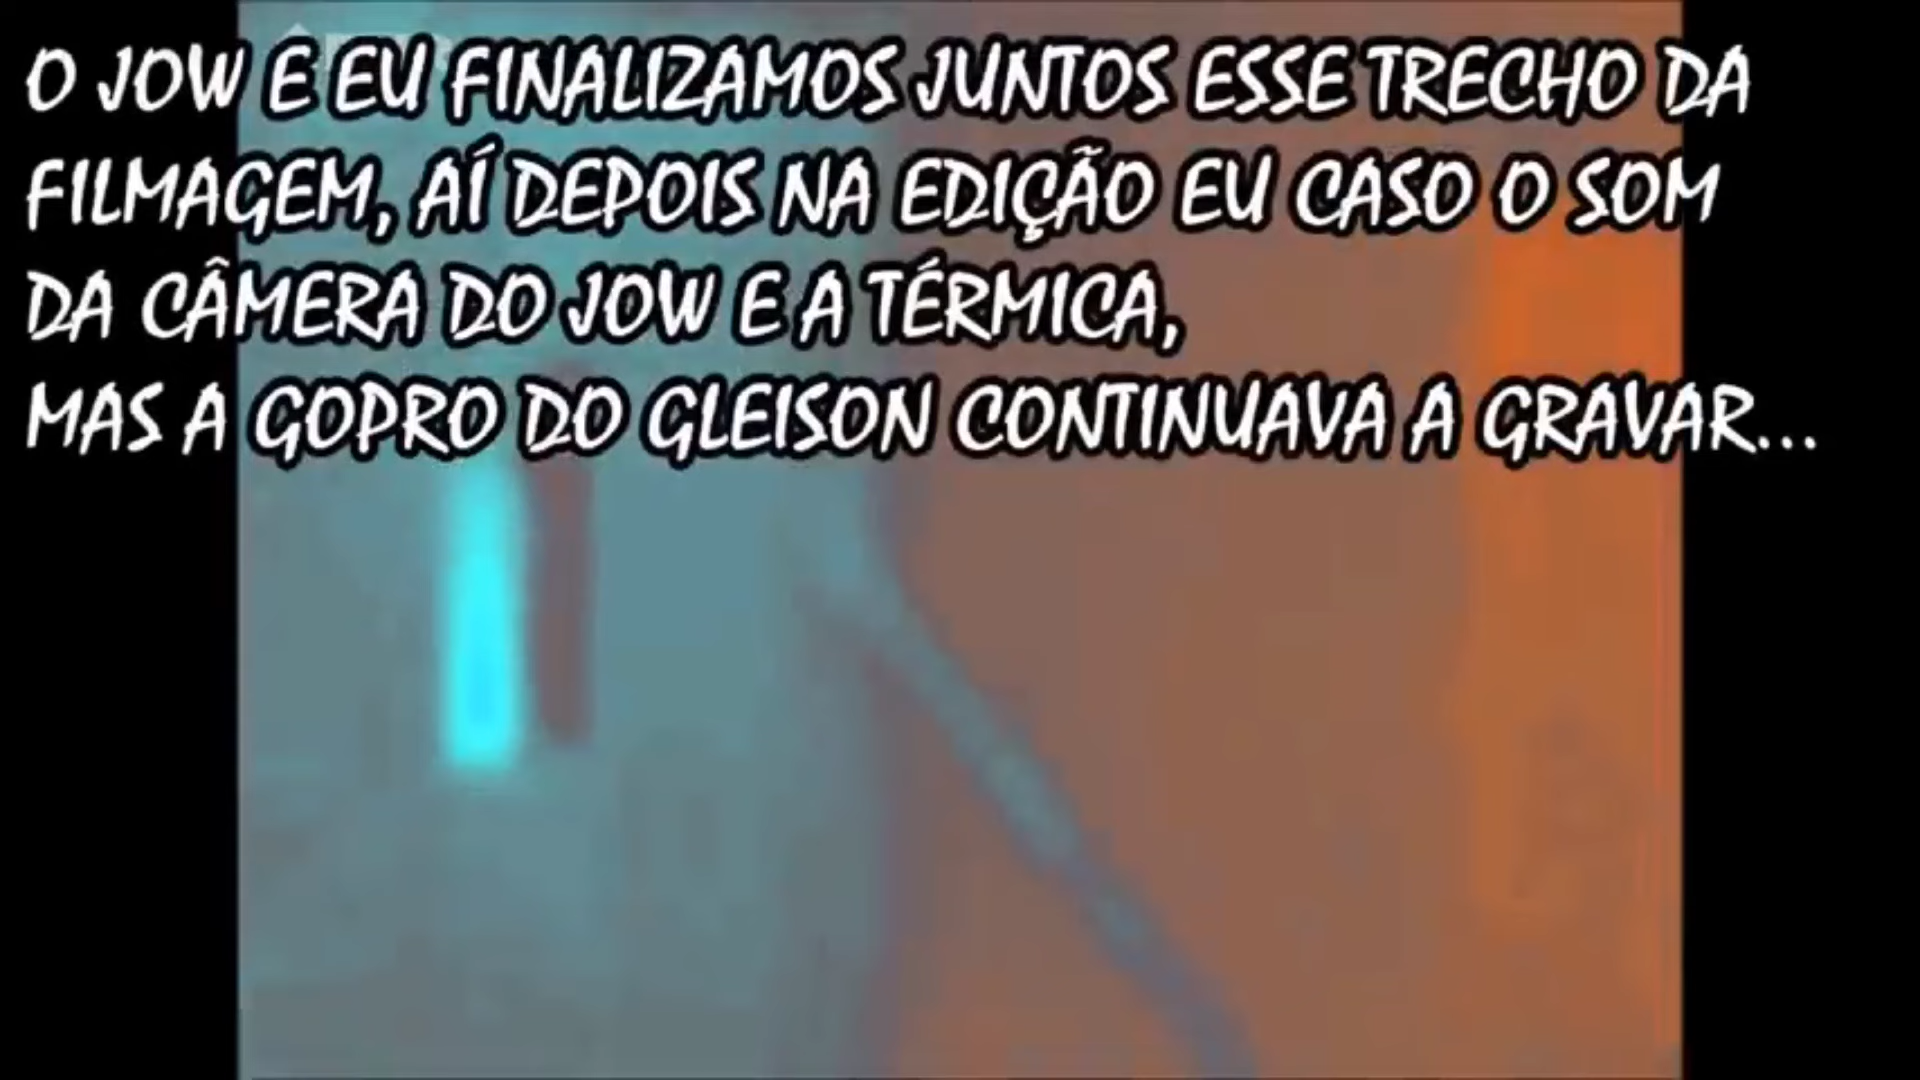 O JOW E EU FINALIZAMOS JUNTOS ESSE TRECHO DA
FILMAGEM, AÍ DEPOIS NA EDIÇÃO EU CASO O SOM
DA CÂMERA DO JOW E A TÉRMICA,
MAS A GOPRO DO GLEISON CONTINUAVA A GRAVAR...